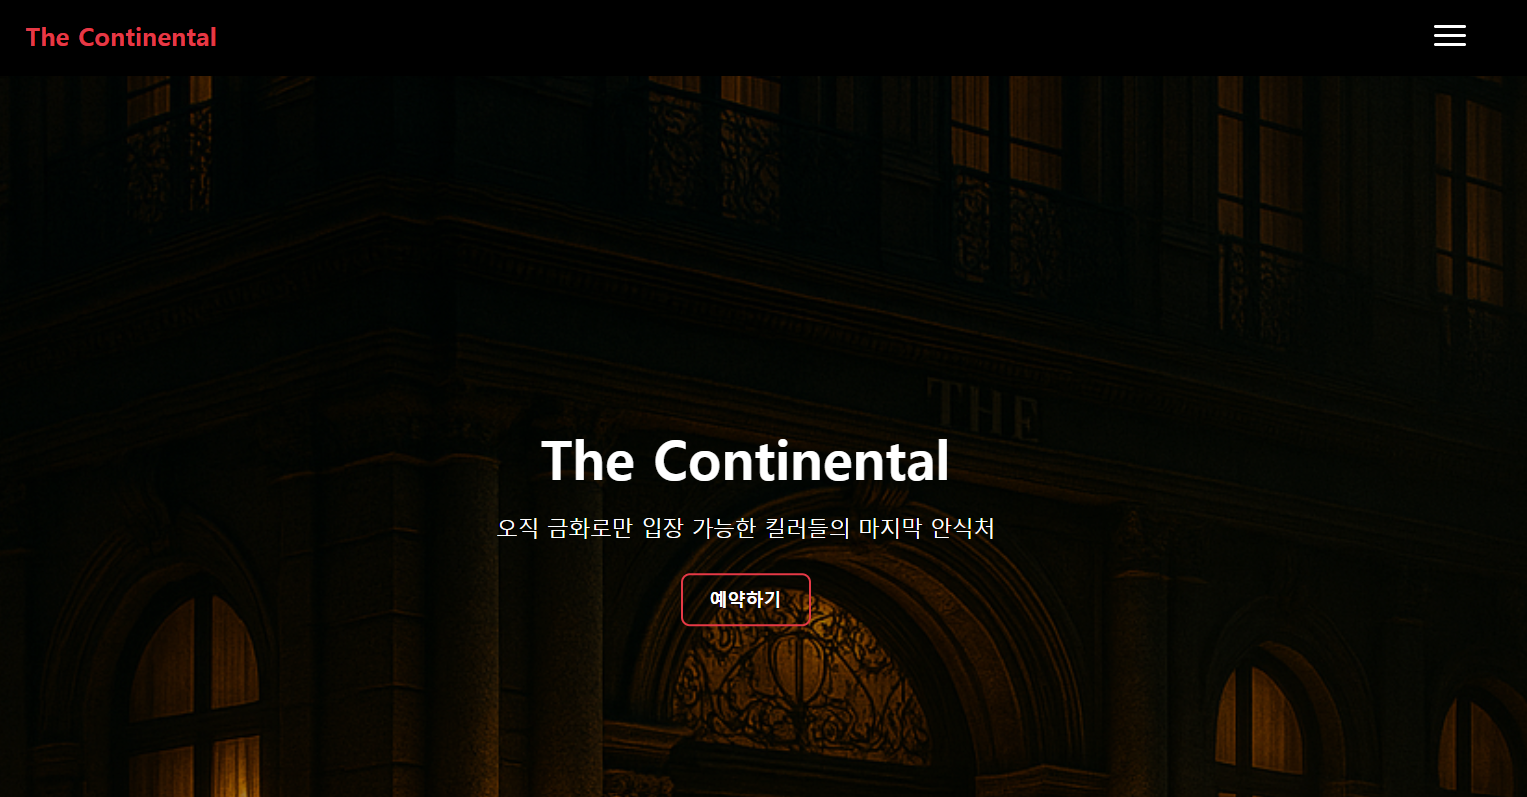 The Continental
THE
The Continental
오직 금화로만 입장 가능한 킬러들의 마지막 안식처
예약하기